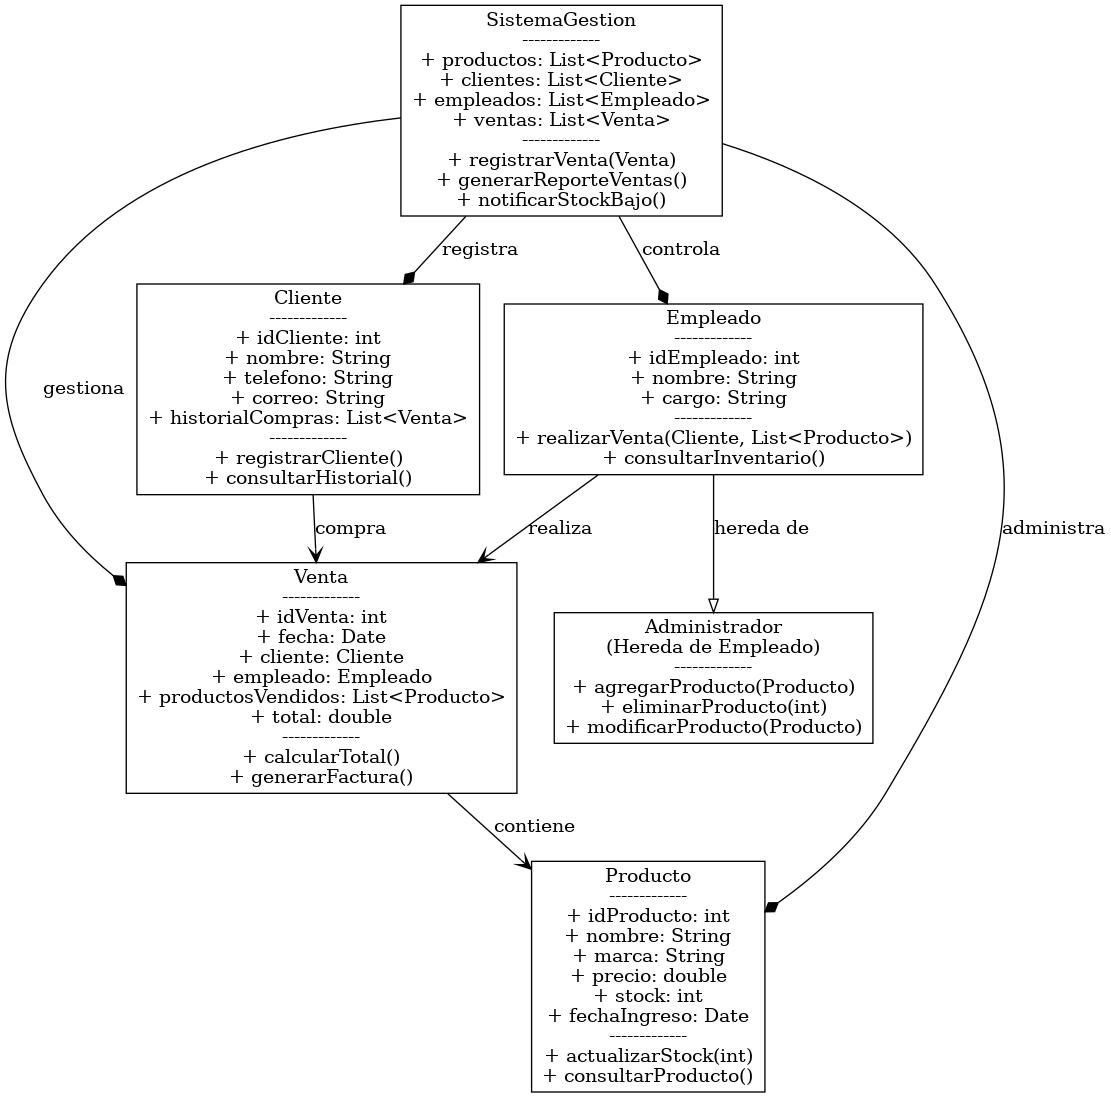 SistemaGestion
-------------
+ productos: List<Producto>
+ clientes: List<Cliente>
+ empleados: List<Empleado>
+ ventas: List<Venta>
-------------
+ registrarVenta(Venta)
+ generarReporteVentas()
+ notificarStockBajo()
registra
controla
Cliente
-------------
+ idCliente: int
+ nombre: String
+ telefono: String
+ correo: String
+ historialCompras: List<Venta>
-------------
+ registrarCliente()
+ consultarHistorial()
Empleado
-------------
+ idEmpleado: int
+ nombre: String
+ cargo: String
-------------
+ realizarVenta(Cliente, List<Producto>)
+ consultarInventario()
gestiona
compra
realiza
hereda de
administra
Venta
-------------
+ idVenta: int
+ fecha: Date
+ cliente: Cliente
+ empleado: Empleado
+ productosVendidos: List<Producto>
+ total: double
-------------
+ calcularTotal()
+ generarFactura()
Administrador
(Hereda de Empleado)
-------------
+ agregarProducto(Producto)
+ eliminarProducto(int)
+ modificarProducto(Producto)
contiene
Producto
-------------
+ idProducto: int
+ nombre: String
+ marca: String
+ precio: double
+ stock: int
+ fechaIngreso: Date
-------------
+ actualizarStock(int)
+ consultarProducto()